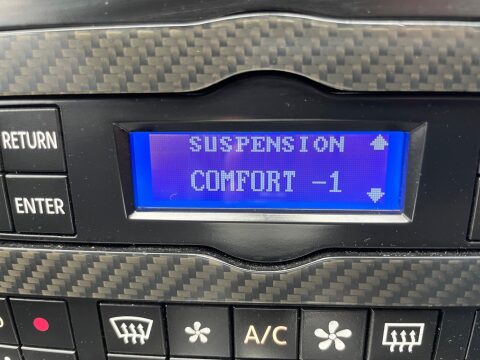 SUSPENSION
RETURN
COMFORT -1
ENTER
A/C